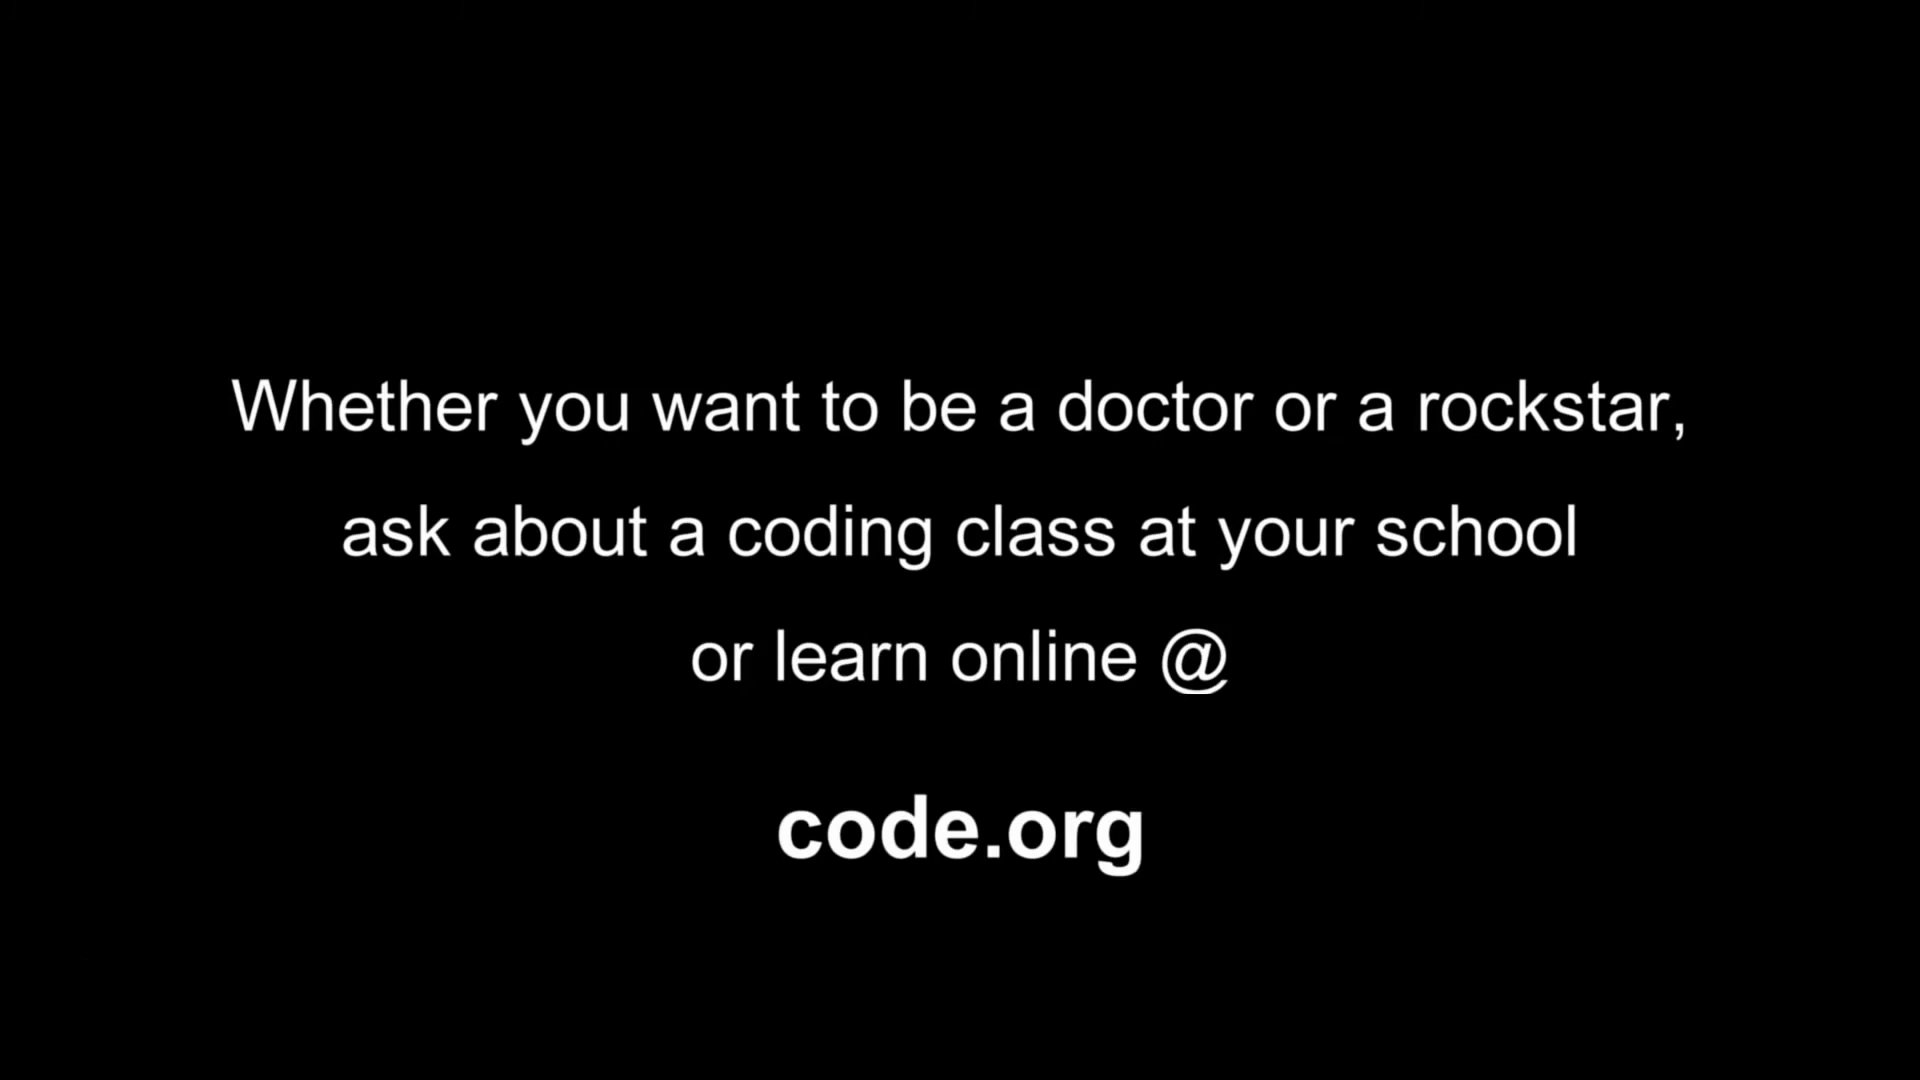 Whether you want to be a doctor or a rockstar,
ask about a coding class at your school
or learn online @
code.org